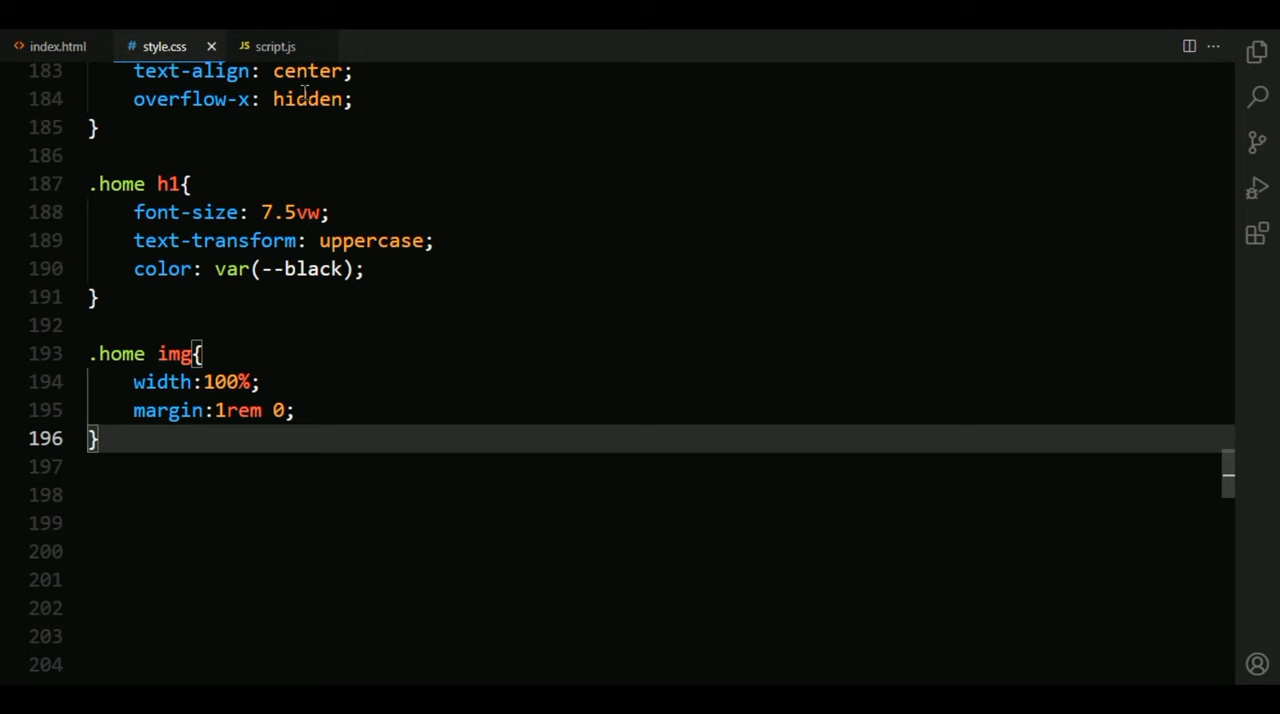 index.html # style.css × JS script.js
183 text-align: center;
184 overflow-x: hidden;
185 }
186
187 .home h1{
188 font-size: 7.5vw;
189 text-transform: uppercase;
190 color: var(--black);
191 }
192
193 .home img{
194 width:100%;
195 margin:1rem 0;
196 }
197
198
199
200
201
202
203
204